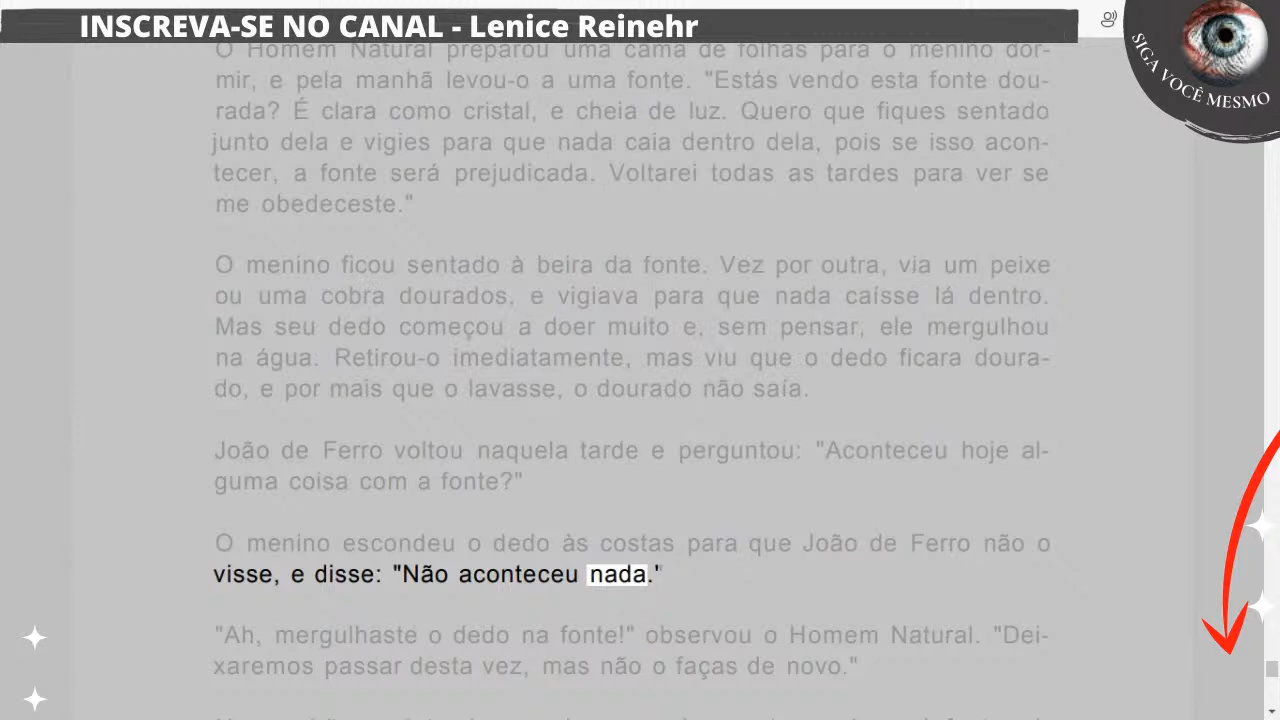 INSCREVA-SE NO CANAL - Lenice Reinehr
SIGA VOCÊ MESMO
O Homem Natural preparou uma cama de folhas para o menino dor-
mir, e pela manhã levou-o a uma fonte. "Estás vendo esta fonte dou-
rada? É clara como cristal, e cheia de luz. Quero que fiques sentado
junto dela e vigies para que nada caia dentro dela, pois se isso acon-
tecer, a fonte será prejudicada. Voltarei todas as tardes para ver se
me obedeceste."
O menino ficou sentado à beira da fonte. Vez por outra, via um peixe
ou uma cobra dourados, e vigiava para que nada caísse lá dentro.
Mas seu dedo começou a doer muito e, sem pensar, ele mergulhou
na água. Retirou-o imediatamente, mas viu que o dedo ficara doura-
do, e por mais que o lavasse, o dourado não saía.
João de Ferro voltou naquela tarde e perguntou: "Aconteceu hoje al-
guma coisa com a fonte?"
O menino escondeu o dedo às costas para que João de Ferro não o
visse, e disse: "Não aconteceu nada."
"Ah, mergulhaste o dedo na fonte!" observou o Homem Natural. "Dei-
xaremos passar desta vez, mas não o faças de novo."